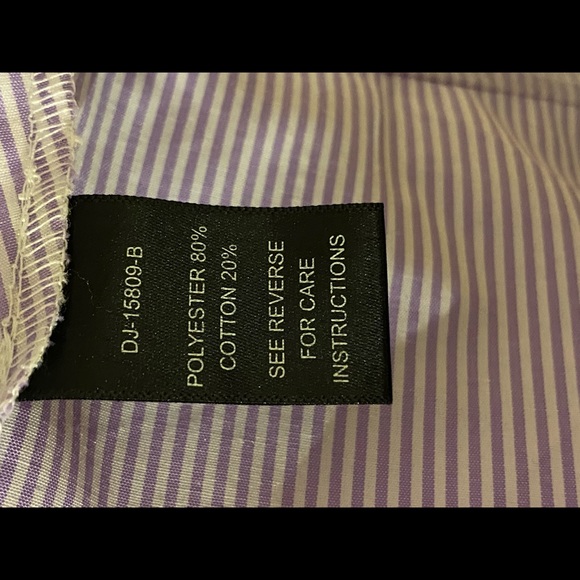 DJ-15809-B
POLYESTER 80%
COTTON 20%
SEE REVERSE
FOR CARE
INSTRUCTIONS